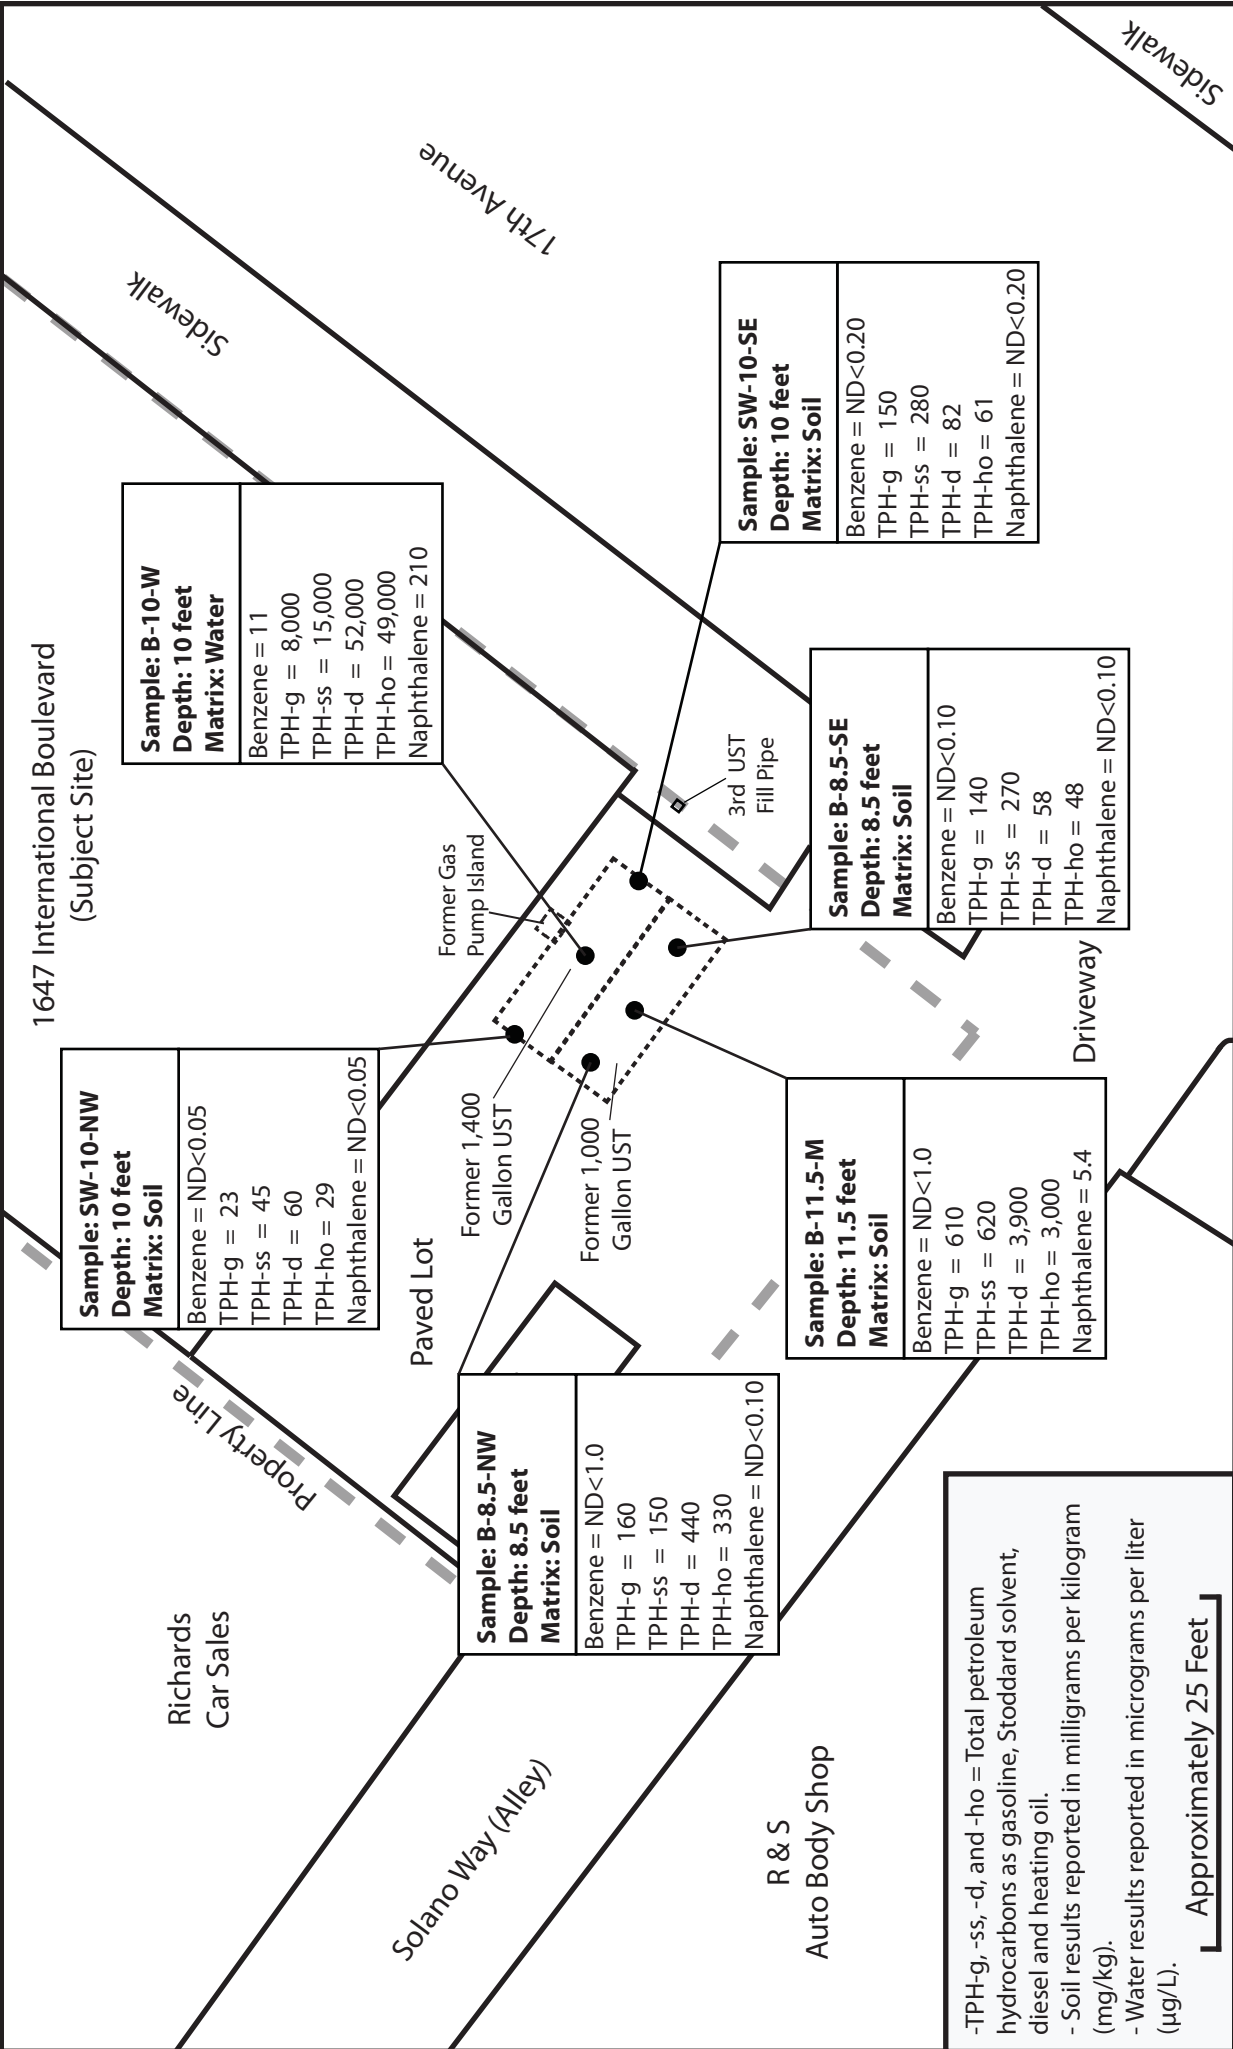 1647 International Boulevard
(Subject Site)
Richards
Car Sales
Property Line
Sample: SW-10-NW
Depth: 10 feet
Matrix: Soil
Benzene = ND<0.05
TPH-g = 23
TPH-ss = 45
TPH-d = 60
TPH-ho = 29
Naphthalene = ND<0.05
Sample: B-10-W
Depth: 10 feet
Matrix: Water
Benzene = 11
TPH-g = 8,000
TPH-ss = 15,000
TPH-d = 52,000
TPH-ho = 49,000
Naphthalene = 210
Sidewalk
17th Avenue
Sidewalk
Paved Lot
Former Gas
Pump Island
Former 1,400
Gallon UST
Former 1,000
Gallon UST
3rd UST
Fill Pipe
Solano Way (Alley)
Sample: B-8.5-NW
Depth: 8.5 feet
Matrix: Soil
Benzene = ND<1.0
TPH-g = 160
TPH-ss = 150
TPH-d = 440
TPH-ho = 330
Naphthalene = ND<0.10
Sample: SW-10-SE
Depth: 10 feet
Matrix: Soil
Benzene = ND<0.20
TPH-g = 150
TPH-ss = 280
TPH-d = 82
TPH-ho = 61
Naphthalene = ND<0.20
R & S
Auto Body Shop
Sample: B-11.5-M
Depth: 11.5 feet
Matrix: Soil
Benzene = ND<1.0
TPH-g = 610
TPH-ss = 620
TPH-d = 3,900
TPH-ho = 3,000
Naphthalene = 5.4
Sample: B-8.5-SE
Depth: 8.5 feet
Matrix: Soil
Benzene = ND<0.10
TPH-g = 140
TPH-ss = 270
TPH-d = 58
TPH-ho = 48
Naphthalene = ND<0.10
Driveway
-TPH-g, -ss, -d, and -ho = Total petroleum
hydrocarbons as gasoline, Stoddard solvent,
diesel and heating oil.
- Soil results reported in milligrams per kilogram
(mg/kg).
- Water results reported in micrograms per liter
(µg/L).
Approximately 25 Feet